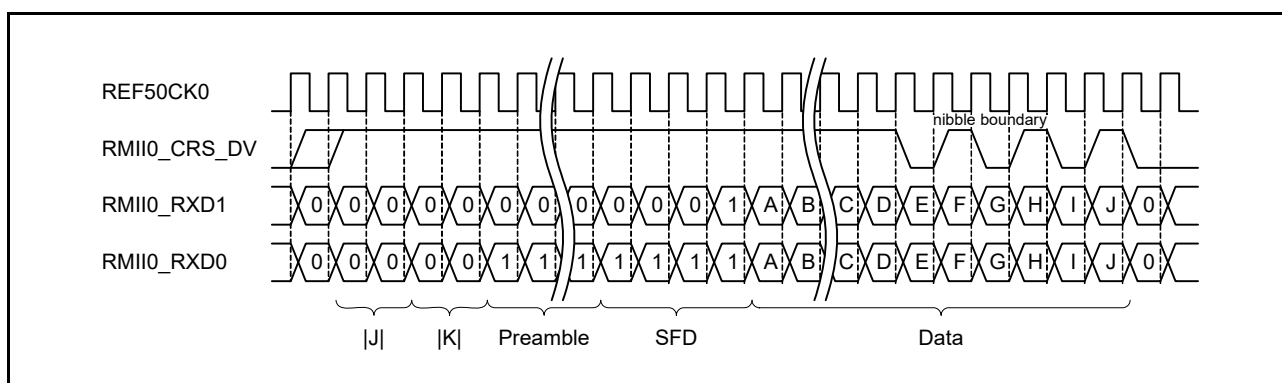 REF50CK0
nibble boundary
RMII0_CRS_DV
RMII0_RXD1 0 0 0 0 0 0 0 0 0 0 0 1 A B C D E F G H I J 0
RMII0_RXD0 0 0 0 0 0 1 1 1 1 1 1 1 A B C D E F G H I J 0
|J| |K| Preamble SFD Data